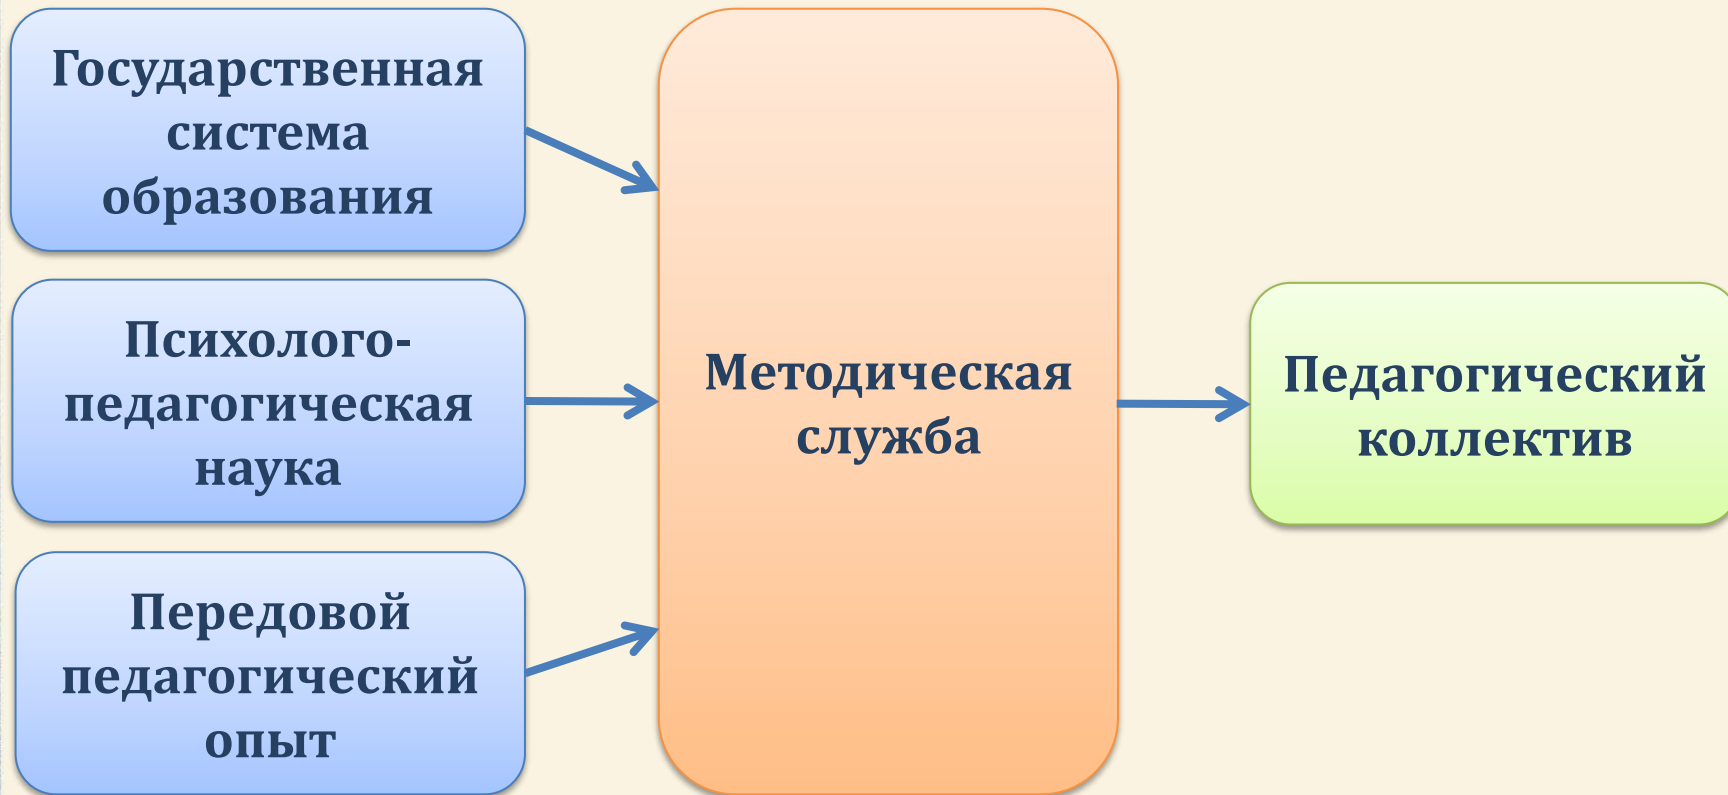 Государственная
система
образования
Психолого-
педагогическая
наука
Передовой
педагогический
опыт
Методическая
служба
Педагогический
коллектив